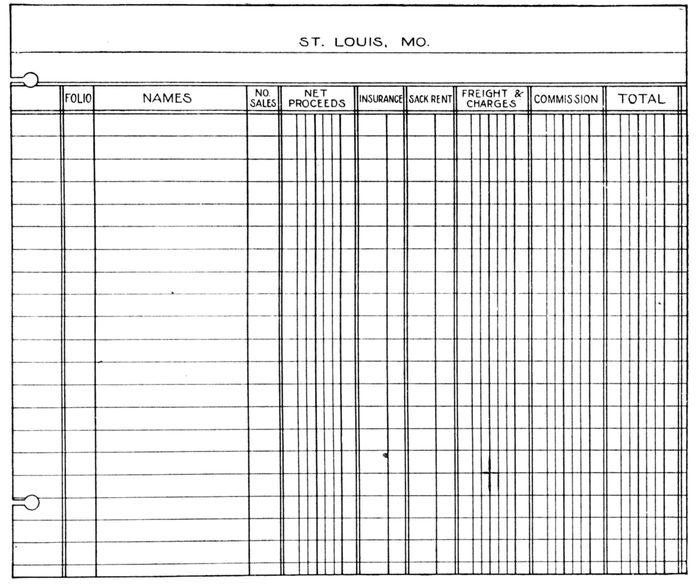 ST. LOUIS, MO.
FOLIO NAMES NO. SALES NET PROCEEDS INSURANCE SACK RENT FREIGHT & CHARGES COMMISSION TOTAL